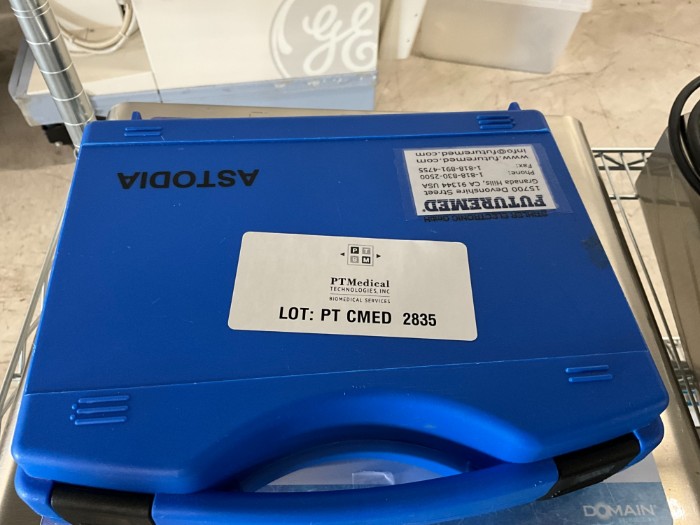 GE
ASTODIA
FUTUREMED
15700 Devonshire Street
Granada Hills, CA 91344 USA
Phone: 1-818-830-2500
Fax: 1-818-891-4755
www.futuremed.com
info@futuremed.com
P T
U M
PTMedical
TECHNOLOGIES, INC
BIOMEDICAL SERVICES
LOT: PT CMED 2835
DOMAIN